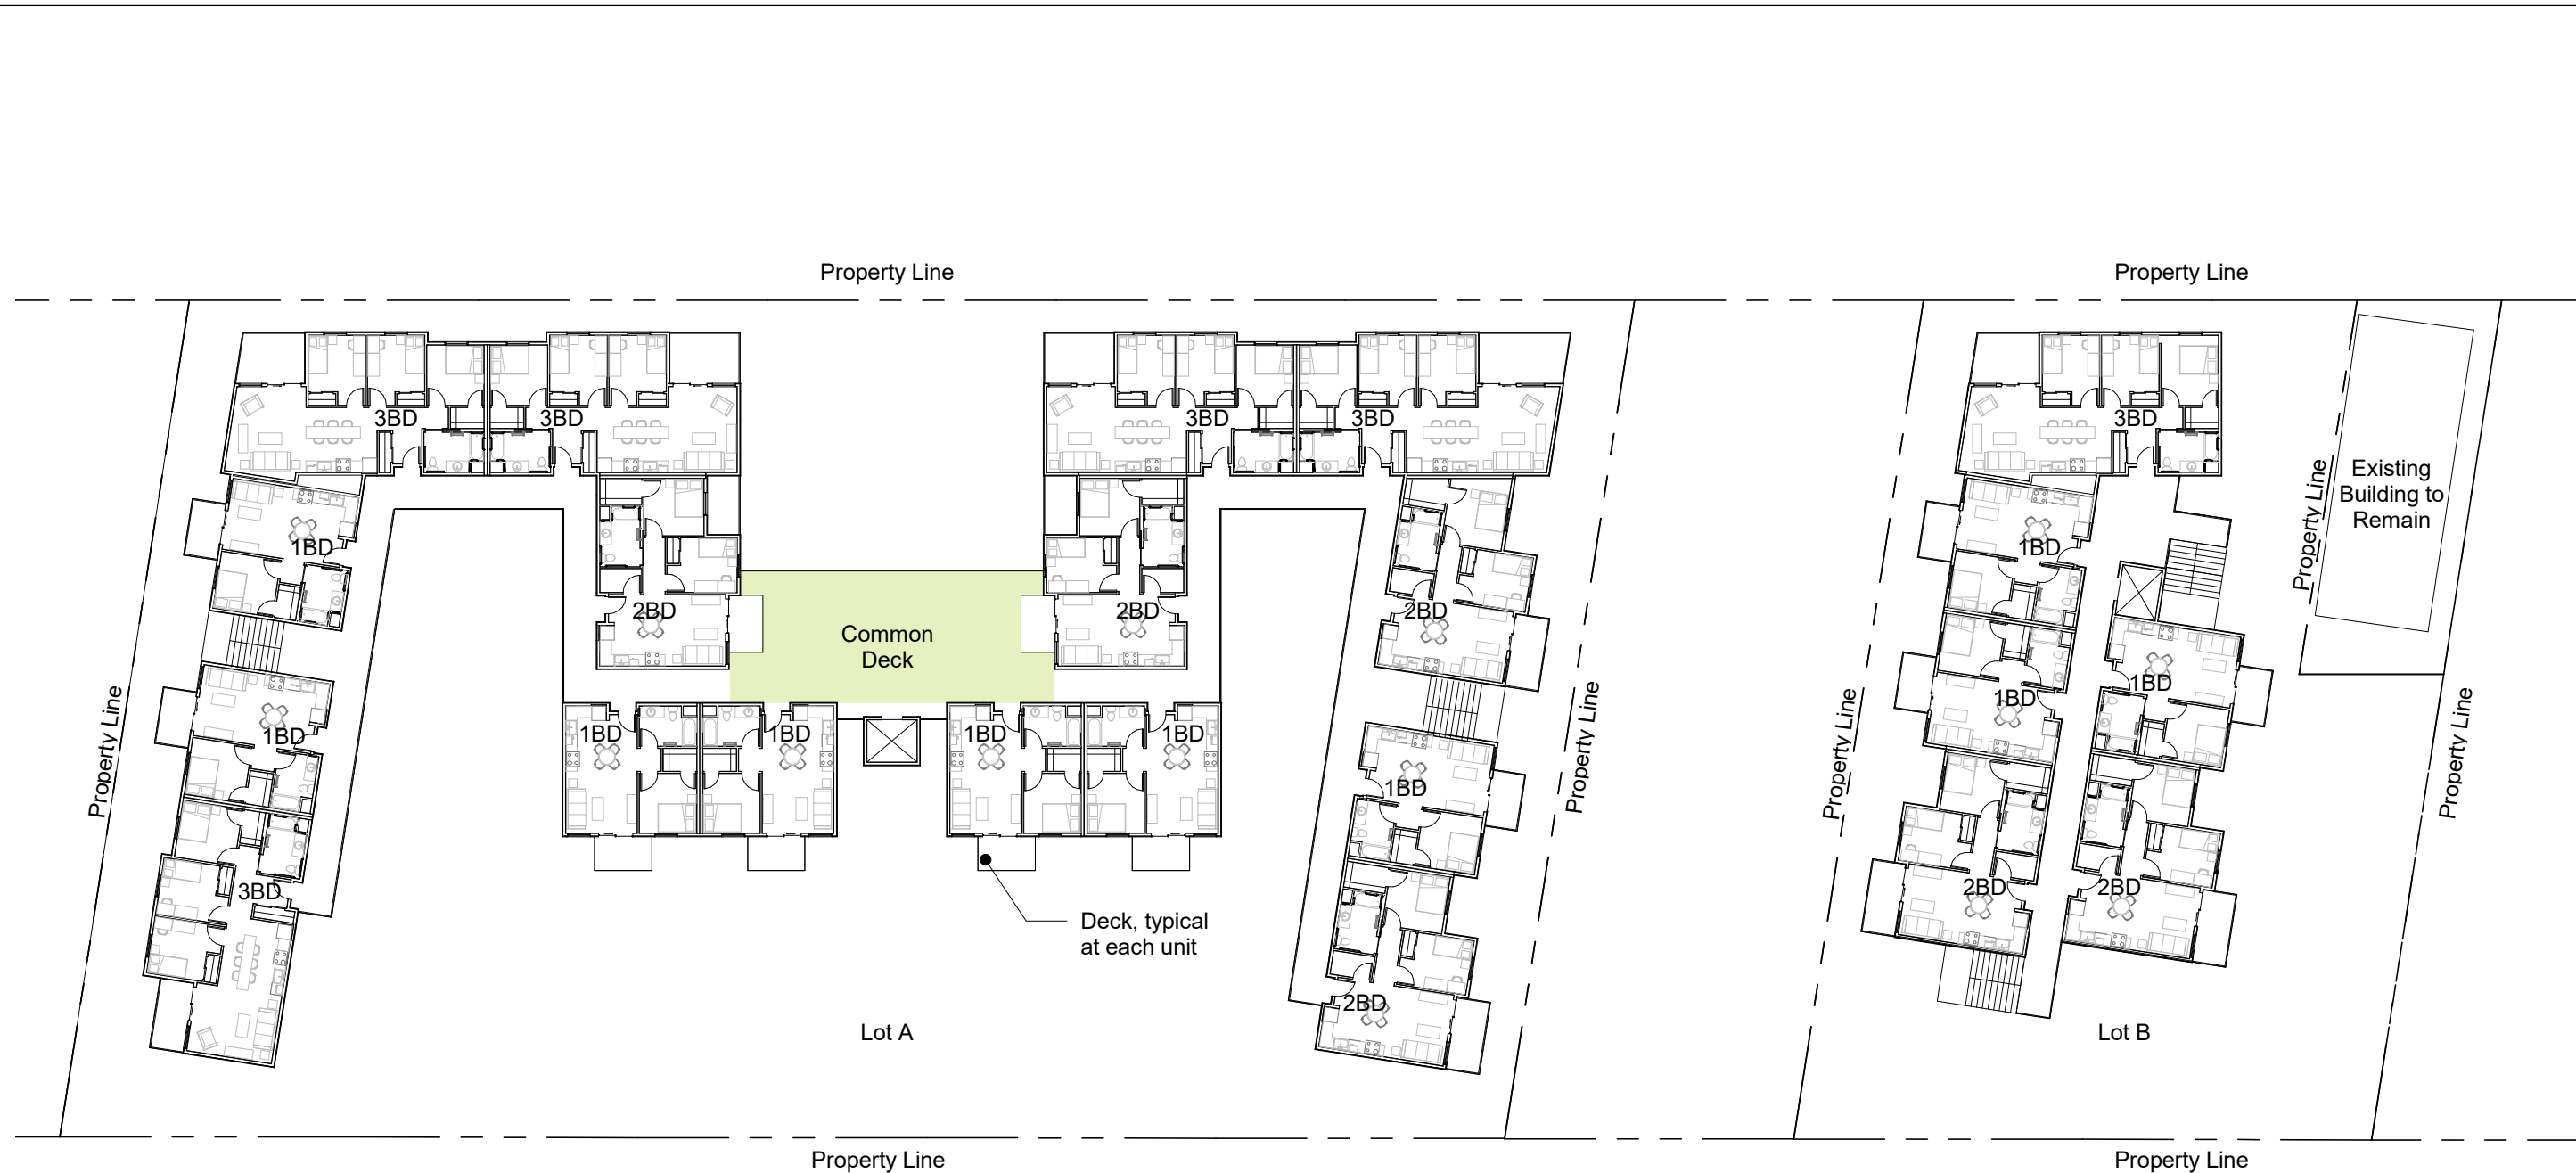 Property Line
Property Line
3BD
3BD
3BD
3BD
3BD
Existing
Building to
Remain
Property Line
1BD
1BD
2BD
2BD
2BD
Common
Deck
1BD
1BD
Property Line
1BD
1BD
1BD
1BD
1BD
1BD
Property Line
Property Line
Property Line
3BD
2BD
2BD
Deck, typical
at each unit
2BD
Lot A
Lot B
Property Line
Property Line